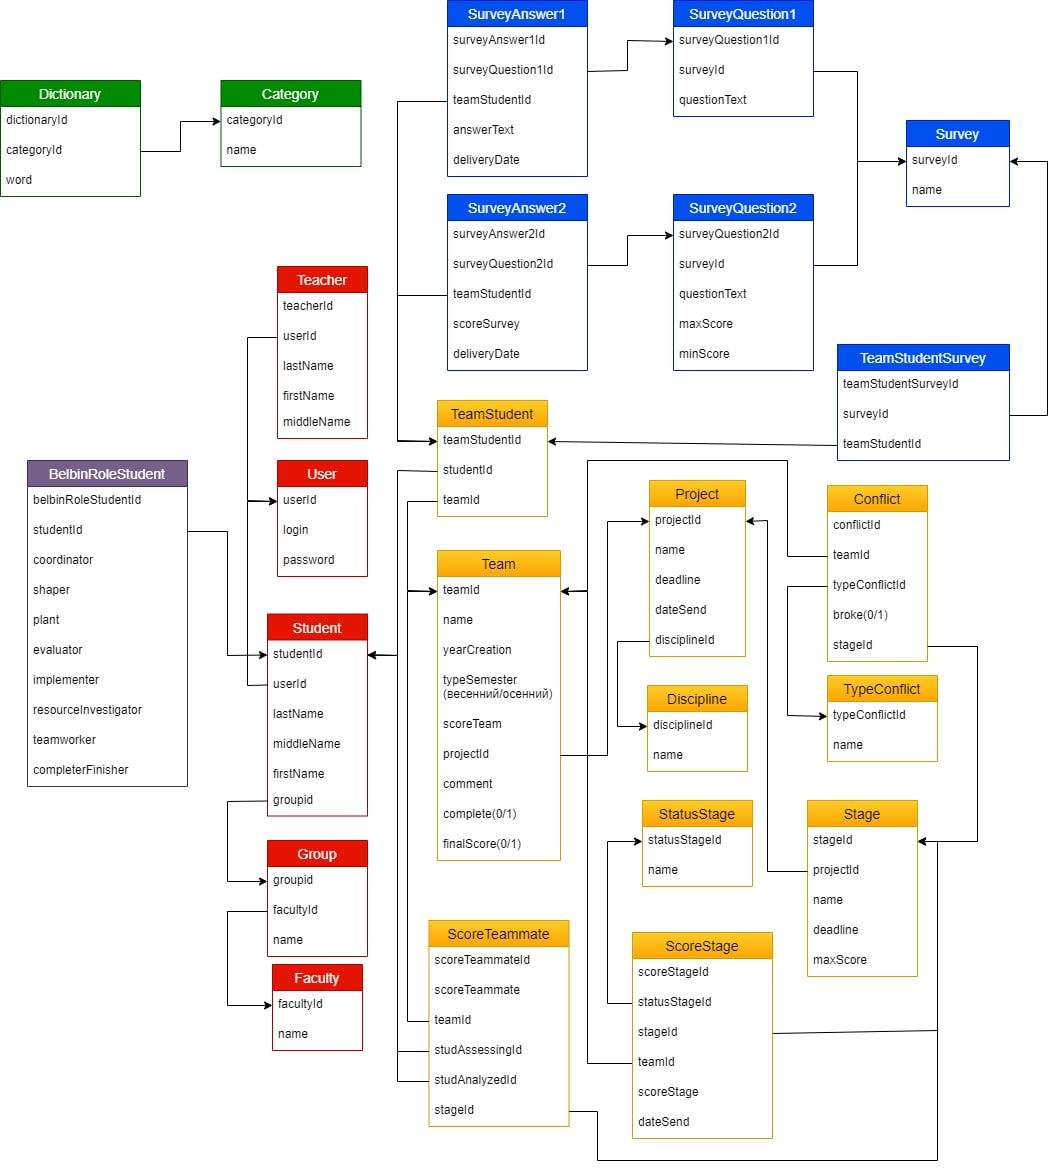 SurveyAnswer1
surveyAnswer1Id
surveyQuestion1Id
teamStudentId
answerText
deliveryDate
SurveyQuestion1
surveyQuestion1Id
surveyId
questionText
Dictionary
dictionaryId
categoryId
word
Category
categoryId
name
Survey
surveyId
name
SurveyAnswer2
surveyAnswer2Id
surveyQuestion2Id
teamStudentId
scoreSurvey
deliveryDate
SurveyQuestion2
surveyQuestion2Id
surveyId
questionText
maxScore
minScore
Teacher
teacherId
userId
lastName
firstName
middleName
TeamStudentSurvey
teamStudentSurveyId
surveyId
teamStudentId
TeamStudent
teamStudentId
studentId
teamId
BelbinRoleStudent
belbinRoleStudentId
studentId
coordinator
shaper
plant
evaluator
implementer
resourceInvestigator
teamworker
completerFinisher
User
userId
login
password
Project
projectId
name
deadline
dateSend
disciplineId
Conflict
conflictId
teamId
typeConflictId
broke(0/1)
stageId
Team
teamId
name
yearCreation
typeSemester
(весенний/осенний)
scoreTeam
projectId
comment
complete(0/1)
finalScore(0/1)
Student
studentId
userId
lastName
middleName
firstName
groupid
Discipline
disciplineId
name
TypeConflict
typeConflictId
name
StatusStage
statusStageId
name
Stage
stageId
projectId
name
deadline
maxScore
Group
groupid
facultyId
name
Faculty
facultyId
name
ScoreTeammate
scoreTeammateId
scoreTeammate
teamId
studAssessingId
studAnalyzedId
stageId
ScoreStage
scoreStageId
statusStageId
stageId
teamId
scoreStage
dateSend